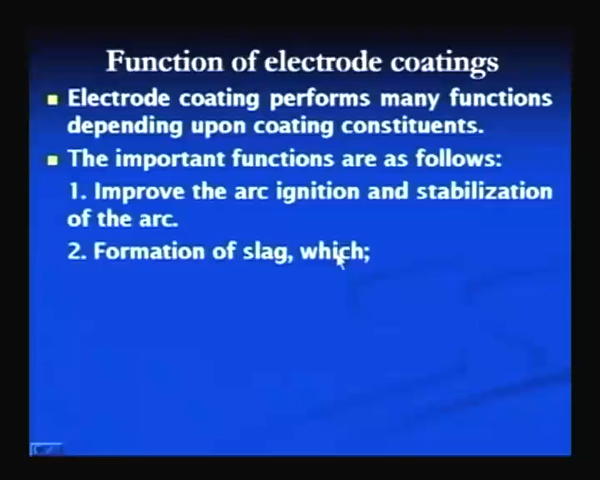 Function of electrode coatings
Electrode coating performs many functions
depending upon coating constituents.
The important functions are as follows:
1. Improve the arc ignition and stabilization
of the arc.
2. Formation of slag, which;